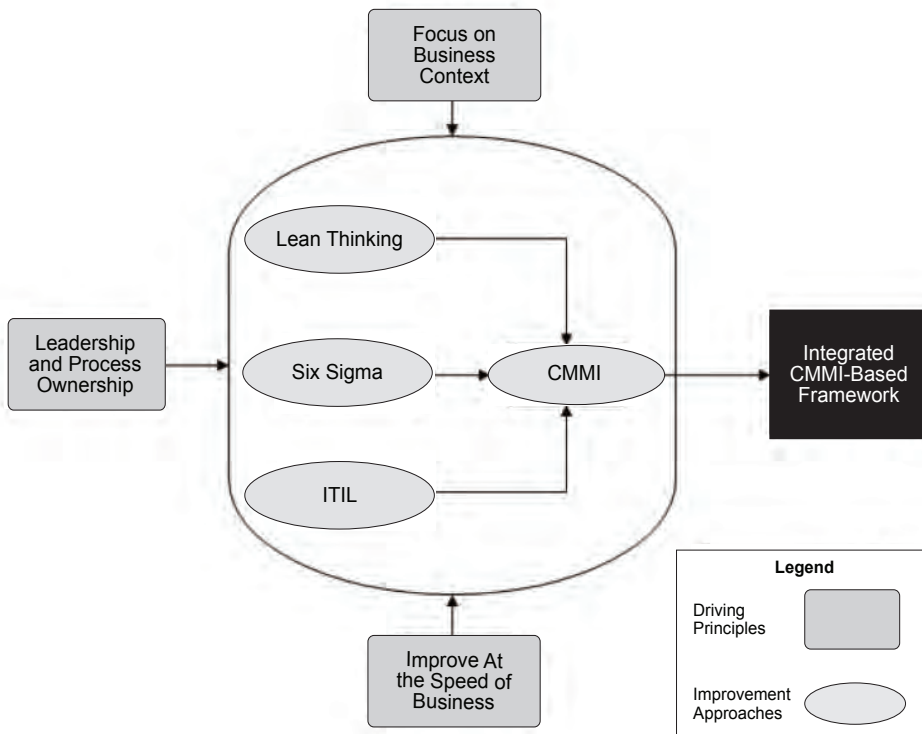 Focus on
Business
Context
Lean Thinking
Leadership
and Process
Ownership
Six Sigma
CMMI
Integrated
CMMI-Based
Framework
ITIL
Improve At
the Speed of
Business
Legend
Driving
Principles
Improvement
Approaches